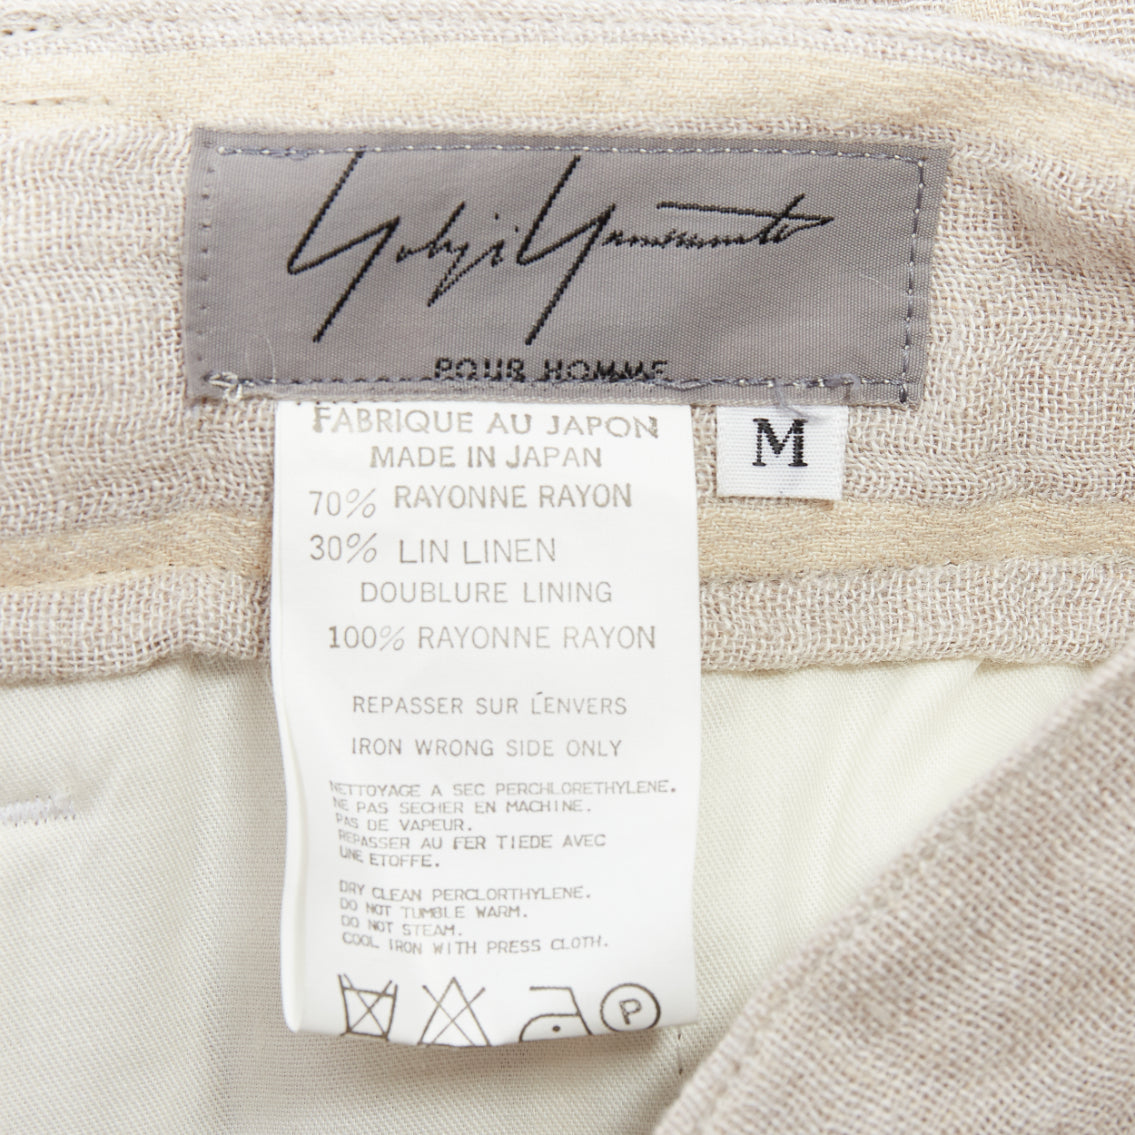 Yohji Yamamoto
POUR HOMME
M
FABRIQUE AU JAPON
MADE IN JAPAN
70% RAYONNE RAYON
30% LIN LINEN
DOUBLURE LINING
100% RAYONNE RAYON
REPASSER SUR L'ENVERS
IRON WRONG SIDE ONLY
NETTOYAGE A SEC PERCHLORETHYLENE.
NE PAS SECHER EN MACHINE.
PAS DE VAPEUR.
REPASSER AU FER TIEDE AVEC
UNE ETOFFE.
DRY CLEAN PERCLORTHYLENE.
DO NOT TUMBLE WARM.
DO NOT STEAM.
COOL IRON WITH PRESS CLOTH.
P